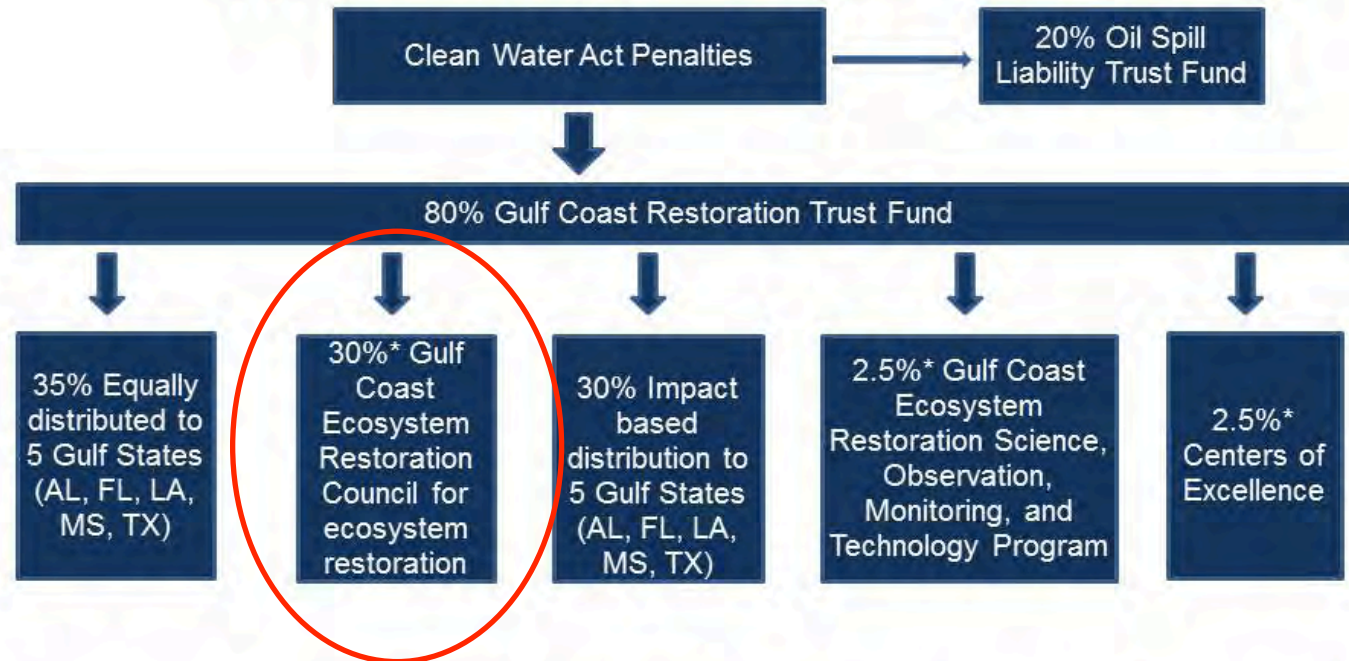 Clean Water Act Penalties
20% Oil Spill
Liability Trust Fund
80% Gulf Coast Restoration Trust Fund
35% Equally
distributed to
5 Gulf States
(AL, FL, LA,
MS, TX)
30%* Gulf
Coast
Ecosystem
Restoration
Council for
ecosystem
restoration
30% Impact
based
distribution to
5 Gulf States
(AL, FL, LA,
MS, TX)
2.5%* Gulf Coast
Ecosystem
Restoration Science,
Observation,
Monitoring, and
Technology Program
2.5%*
Centers of
Excellence